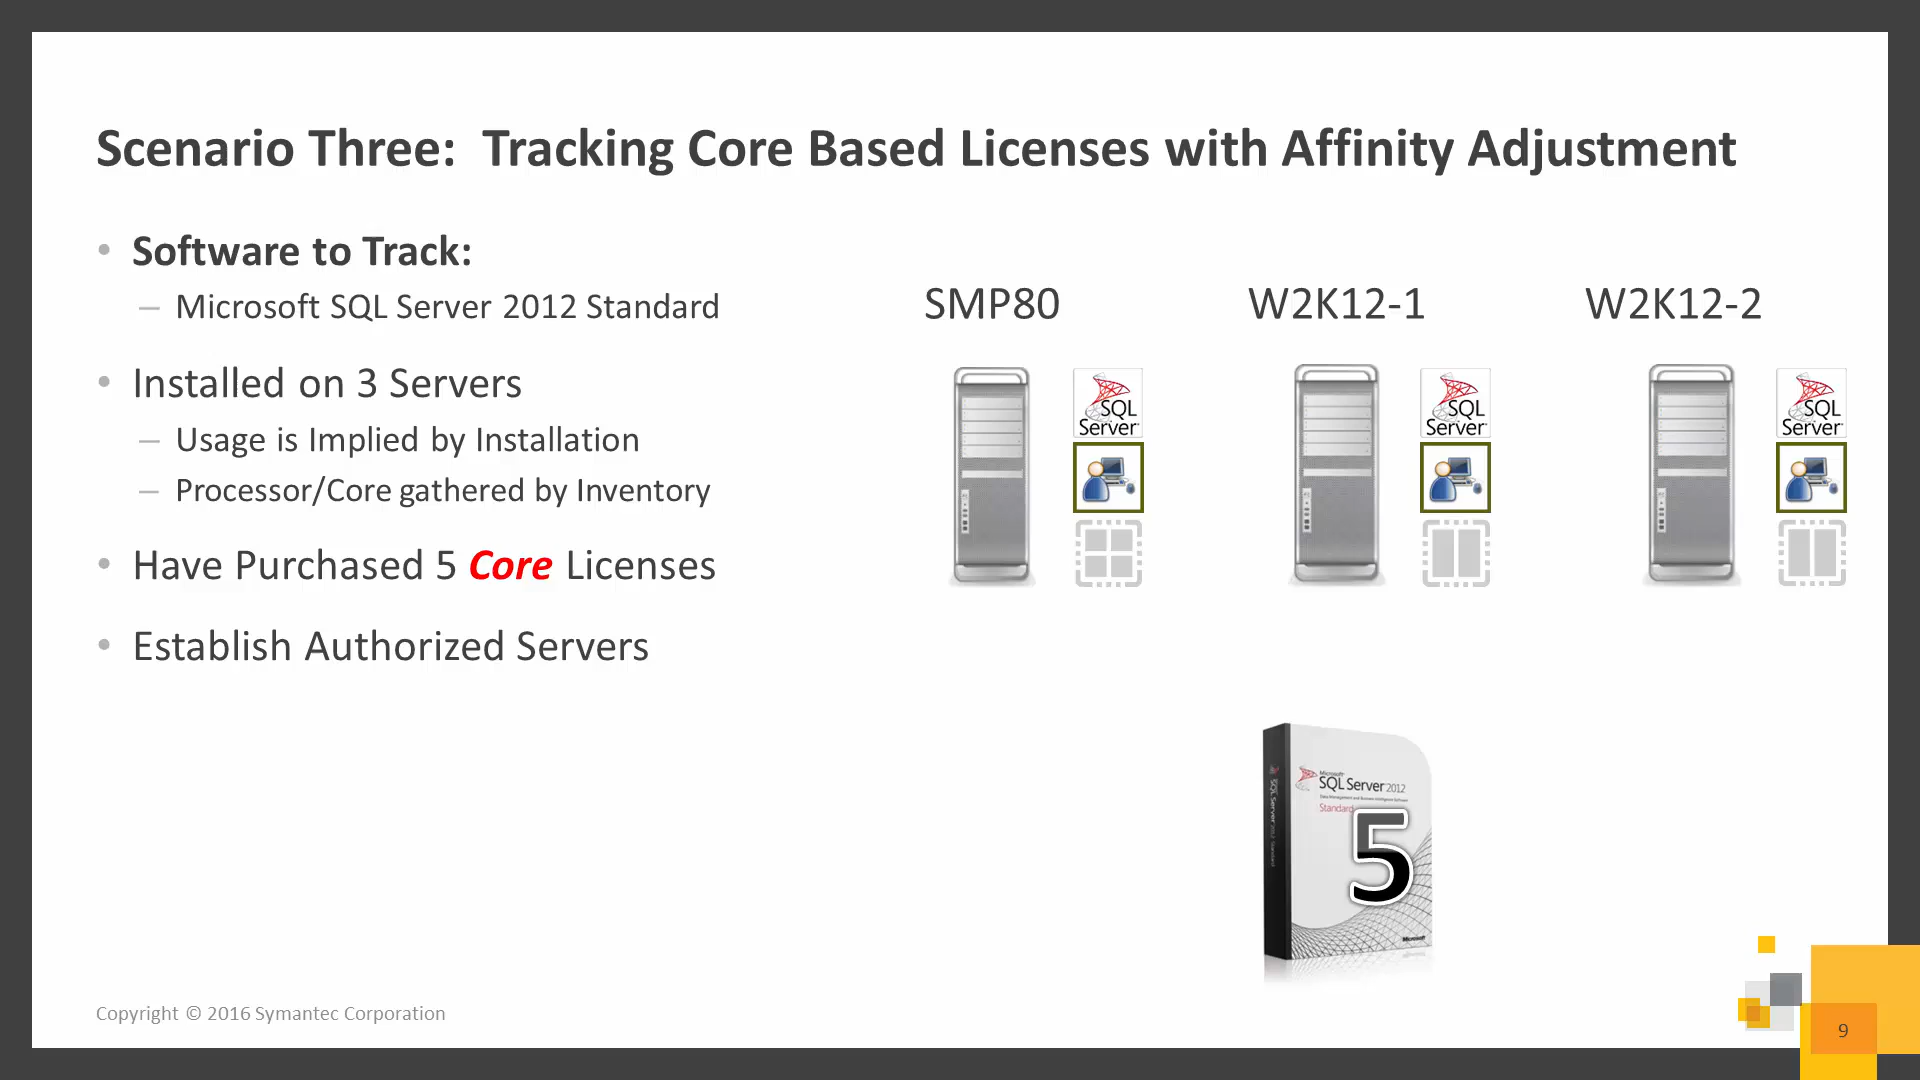 Scenario Three:  Tracking Core Based Licenses with Affinity Adjustment
• Software to Track:
– Microsoft SQL Server 2012 Standard
• Installed on 3 Servers
– Usage is Implied by Installation
– Processor/Core gathered by Inventory
• Have Purchased 5 Core Licenses
• Establish Authorized Servers
SMP80
W2K12-1
W2K12-2
SQL
Server
SQL
Server
SQL
Server
Microsoft
SQL Server 2012
Standard
5
Microsoft
Copyright © 2016 Symantec Corporation
9